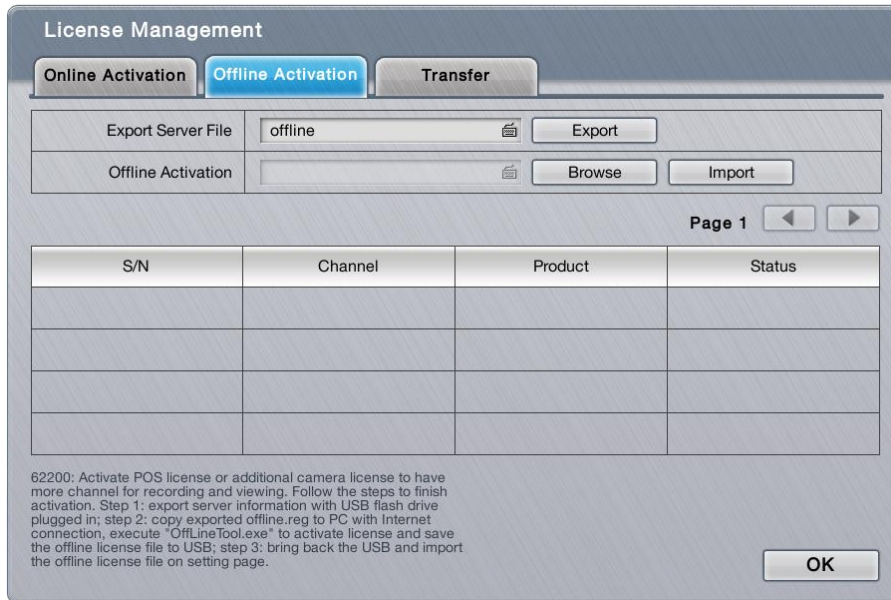 License Management
Online Activation Offline Activation Transfer
Export Server File offline Export
Offline Activation Browse Import
Page 1
S/N Channel Product Status
62200: Activate POS license or additional camera license to have
more channel for recording and viewing. Follow the steps to finish
activation. Step 1: export server information with USB flash drive
plugged in; step 2: copy exported offline.reg to PC with Internet
connection, execute "OffLineTool.exe" to activate license and save
the offline license file to USB; step 3: bring back the USB and import
the offline license file on setting page.
OK